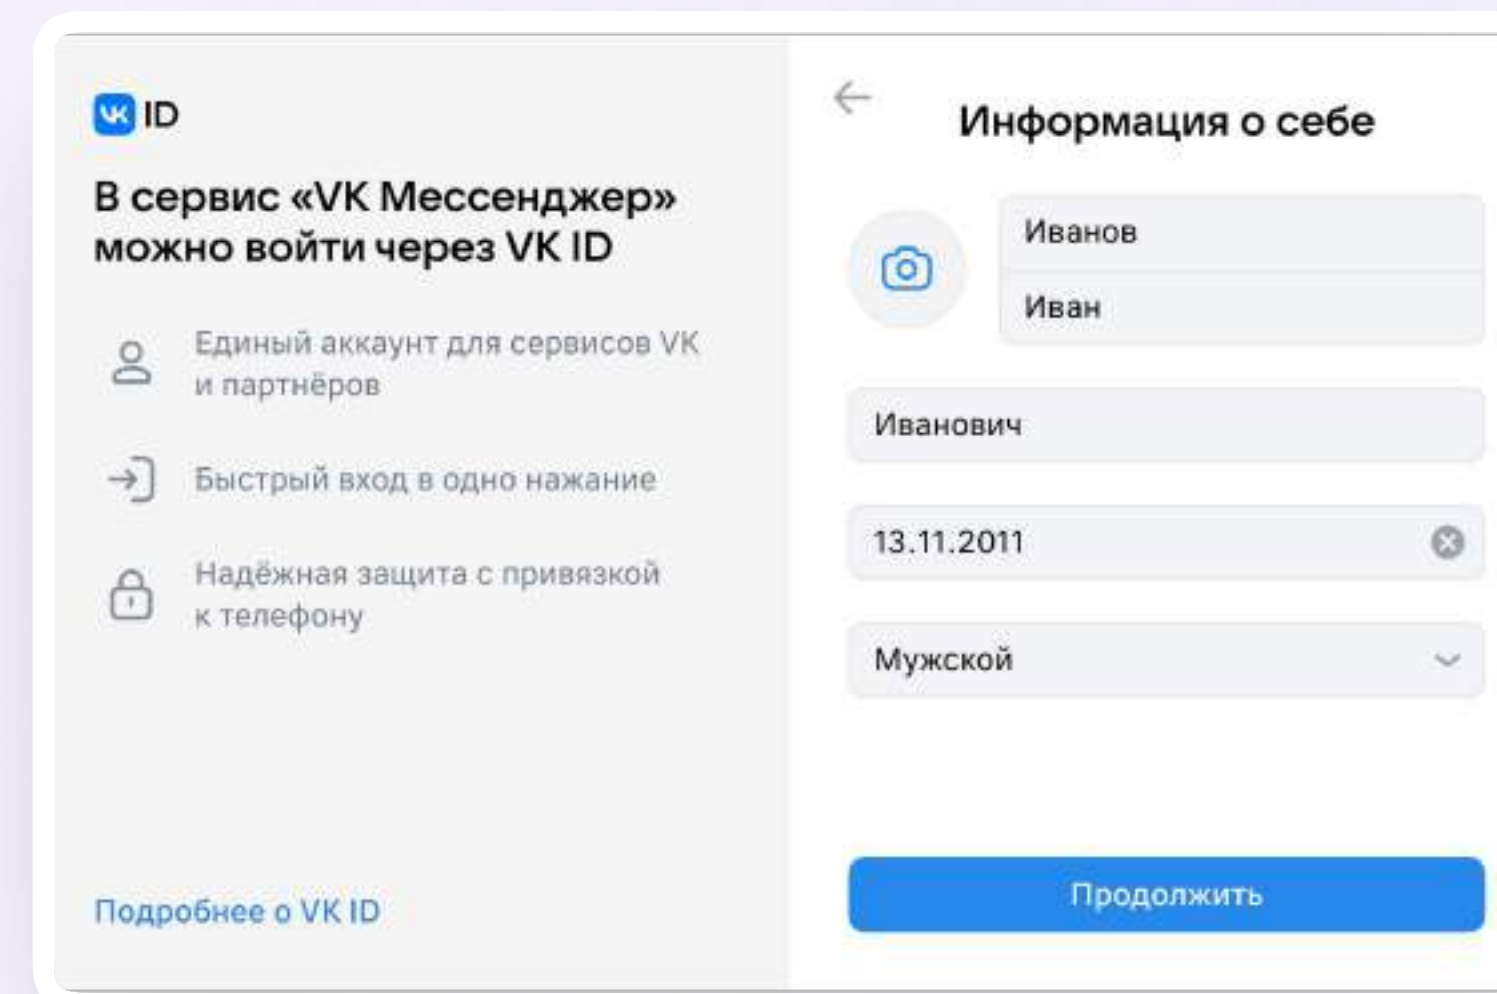 VK ID
В сервис «VK Мессенджер»
можно войти через VK ID
Единый аккаунт для сервисов VK
и партнёров
Быстрый вход в одно нажание
Надёжная защита с привязкой
к телефону
Подробнее о VK ID
Информация о себе
Иванов
Иван
Иванович
13.11.2011
Мужской
Продолжить